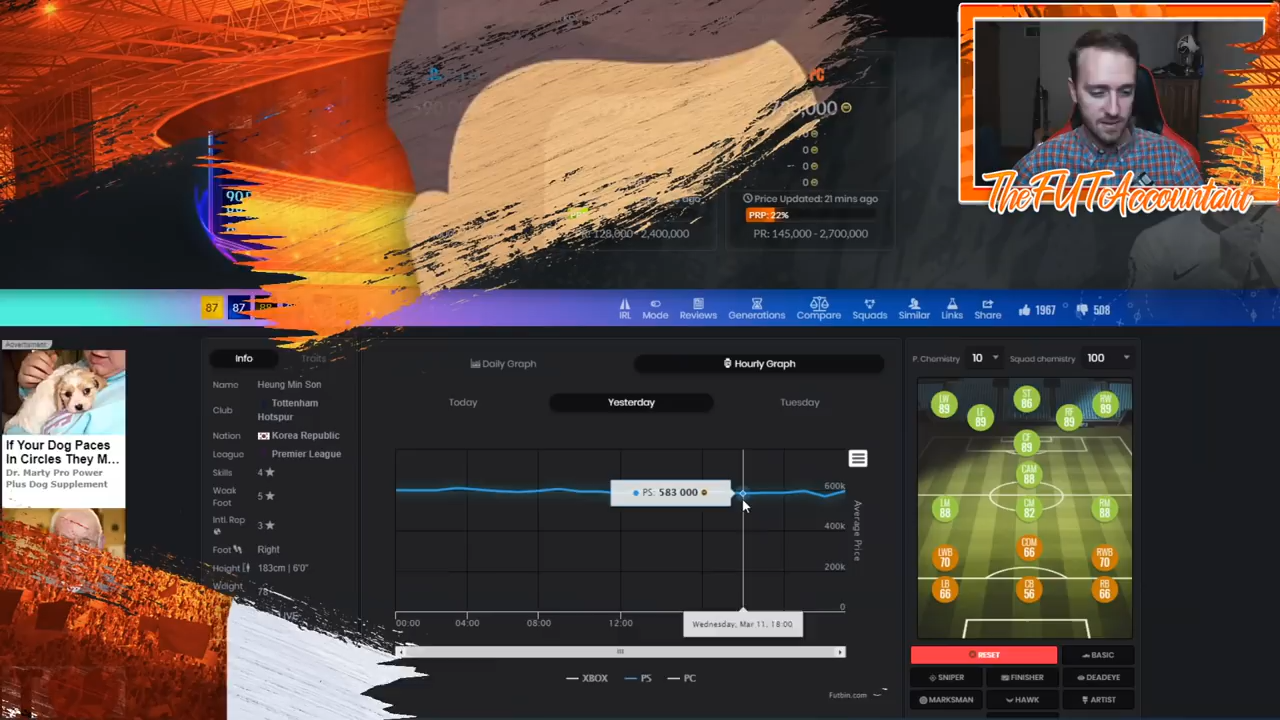 PC
730,000
0
0
0
90
Price Updated: 21 mins ago
PRP: 22%
PR: 128,000 - 2,400,000
PR: 145,000 - 2,700,000
TheFUTAccountant
87 87 88
IRL Mode Reviews Generations Compare Squads Similar Links Share 1967 508
Advertisement
If Your Dog Paces
In Circles They M...
Dr. Marty Pro Power
Plus Dog Supplement
Info Traits
Name Heung Min Son
Club Tottenham
Hotspur
Nation Korea Republic
League Premier League
Skills 4★
Weak
Foot 5★
Intl. Rep 3★
Foot Right
Height 183cm | 6'0"
Weight 78
Daily Graph Hourly Graph
Today Yesterday Tuesday
PS: 583 000
600k
400k
200k
0
Average Price
00:00 04:00 08:00 12:00
Wednesday, Mar 11, 18:00
XBOX PS PC
Futbin.com
P. Chemistry 10 Squad chemistry 100
LW 89
LF 89
ST 86
RF 89
RW 89
CF 89
CAM 88
LM 88
CM 82
RM 88
LWB 70
CDM 66
RWB 70
LB 66
CB 56
RB 66
RESET BASIC
SNIPER FINISHER DEADEYE
MARKSMAN HAWK ARTIST